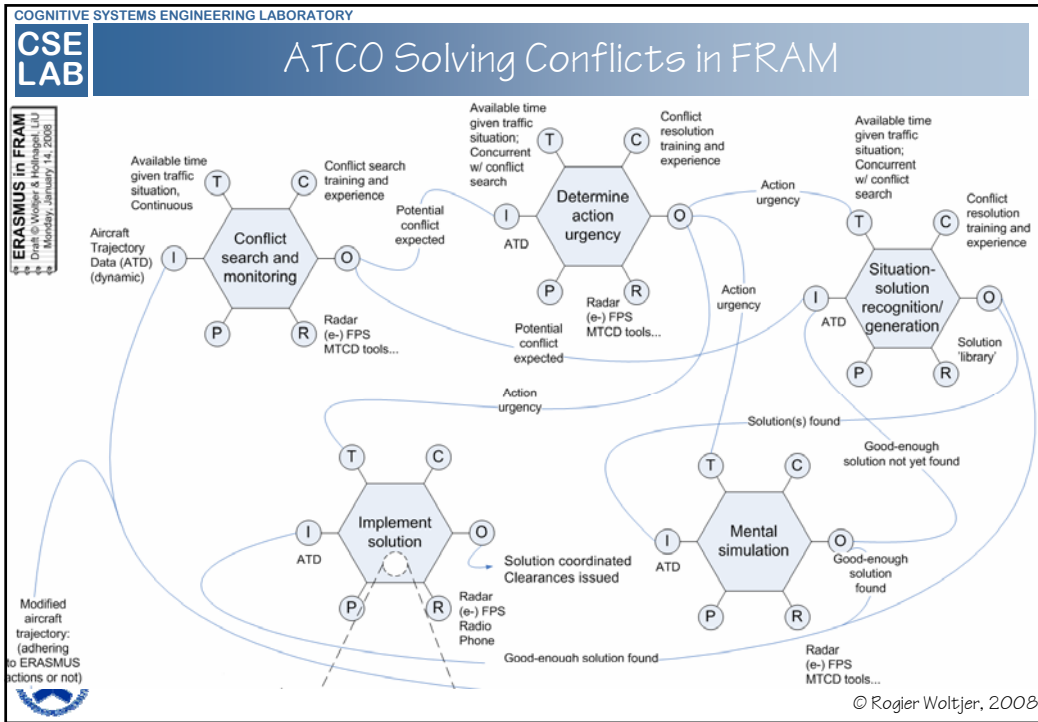 COGNITIVE SYSTEMS ENGINEERING LABORATORY
CSE
LAB
ATCO Solving Conflicts in FRAM
ERASMUS in FRAM
Draft © Woltjer & Hollnagel, LiU
Monday, January 14, 2008
Available time
given traffic
situation,
Continuous
T
C
Conflict search
training and
experience
Aircraft
Trajectory
Data (ATD)
(dynamic)
I
Conflict
search and
monitoring
O
P
R
Radar
(e-) FPS
MTCD tools...
Potential
conflict
expected
Available time
given traffic
situation;
Concurrent
w/ conflict
search
T
C
Conflict
resolution
training and
experience
I
ATD
Determine
action
urgency
O
P
R
Radar
(e-) FPS
MTCD tools...
Potential
conflict
expected
Action
urgency
Action
urgency
Action
urgency
Available time
given traffic
situation;
Concurrent
w/ conflict
search
T
C
Conflict
resolution
training and
experience
I
ATD
Situation-
solution
recognition/
generation
O
P
R
Solution
'library'
Solution(s) found
Good-enough
solution not yet found
T
C
I
ATD
Implement
solution
O
Solution coordinated
Clearances issued
P
R
Radar
(e-) FPS
Radio
Phone
T
C
I
ATD
Mental
simulation
O
Good-enough
solution
found
P
R
Radar
(e-) FPS
MTCD tools...
Modified
aircraft
trajectory:
(adhering
to ERASMUS
actions or not)
Good-enough solution found
© Rogier Woltjer, 2008